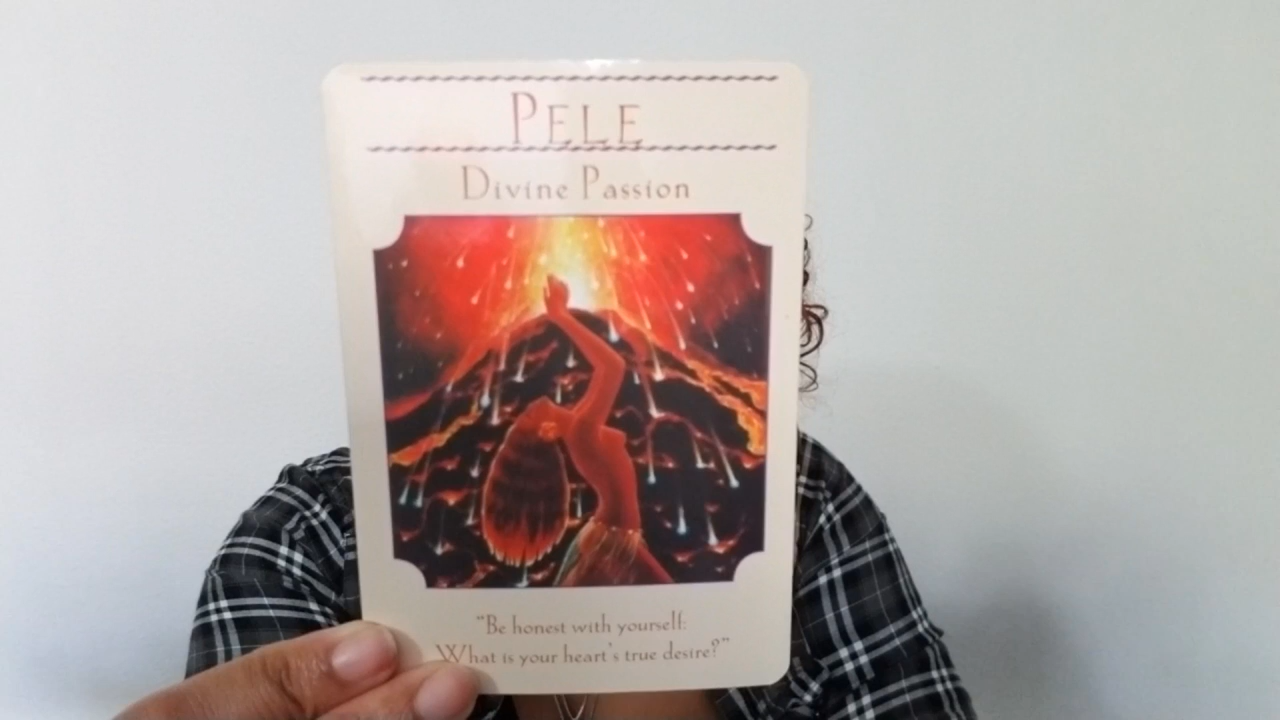 PELE
Divine Passion
"Be honest with yourself:
What is your heart's true desire?"